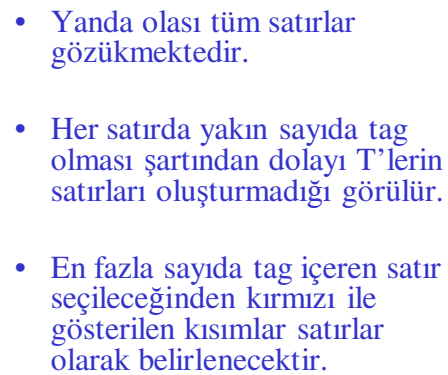 • Yanda olası tüm satırlar
gözükmektedir.
• Her satırda yakın sayıda tag
olması şartından dolayı T’lerin
satırları oluşturmadığı görülür.
• En fazla sayıda tag içeren satır
seçileceğinden kırmızı ile
gösterilen kısımlar satırlar
olarak belirlenecektir.